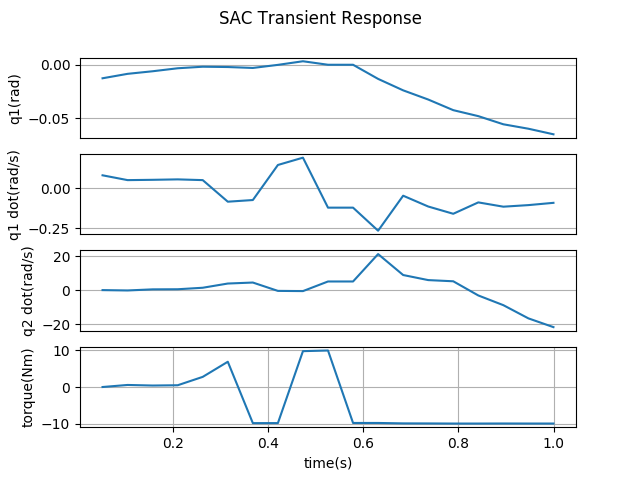 SAC Transient Response
0.00
−0.05
q1(rad)
0.00
−0.25
q1 dot(rad/s)
20
0
−20
q2 dot(rad/s)
10
0
−10
torque(Nm)
0.2 0.4 0.6 0.8 1.0
time(s)